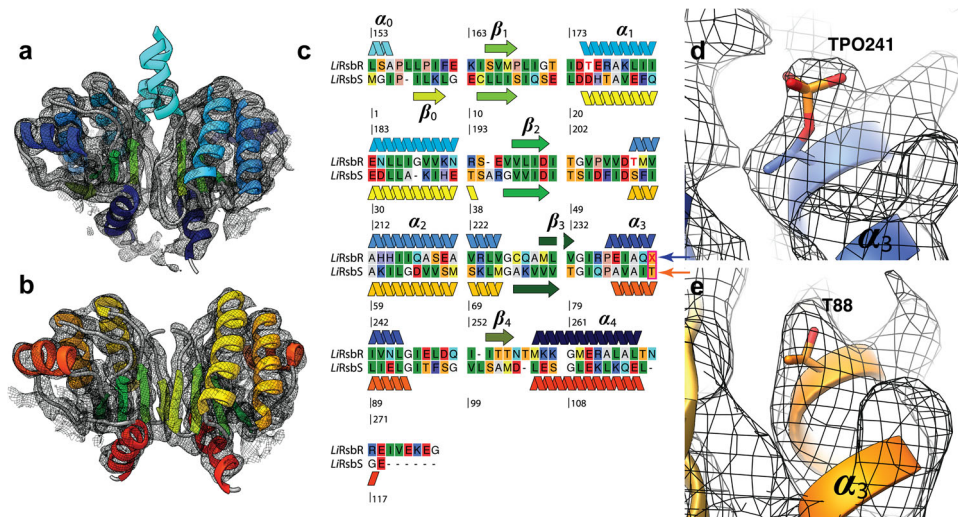 a
b
c
d
e
α0
β1
α1
|153
|163
|173
LiRsbR LSAPLLPIFE KISVMPLIGT IDTERAKLII
LiRsbS MGIP-ILKLG ECLLISIQSE LDDHTAVEFQ
β0
|1
|10
|20
|183
|193
|202
β2
LiRsbR ENLLIGVVKN RS-EVVLIDI TGVPVVDTMV
LiRsbS EDLLA-KIHE TSARGVVIDI TSIDFIDSFI
|30
|38
|49
|212
|222
|232
α2
β3
α3
LiRsbR AHHIIQASEA VRLVGCQAML VGIRPEIAQX
LiRsbS AKILGDVVSM SKLMGAKVVV TGIQPAVAIT
|59
|69
|79
|242
|252
|261
β4
α4
LiRsbR IVNLGIELDQ I-ITTNTMKK GMERALALTN
LiRsbS LIELGITFSG VLSAMD-LES GLEKLKQEL-
|89
|99
|108
|271
LiRsbR REIVEKEG
LiRsbS GE------
|117
TPO241
α3
T88
α3